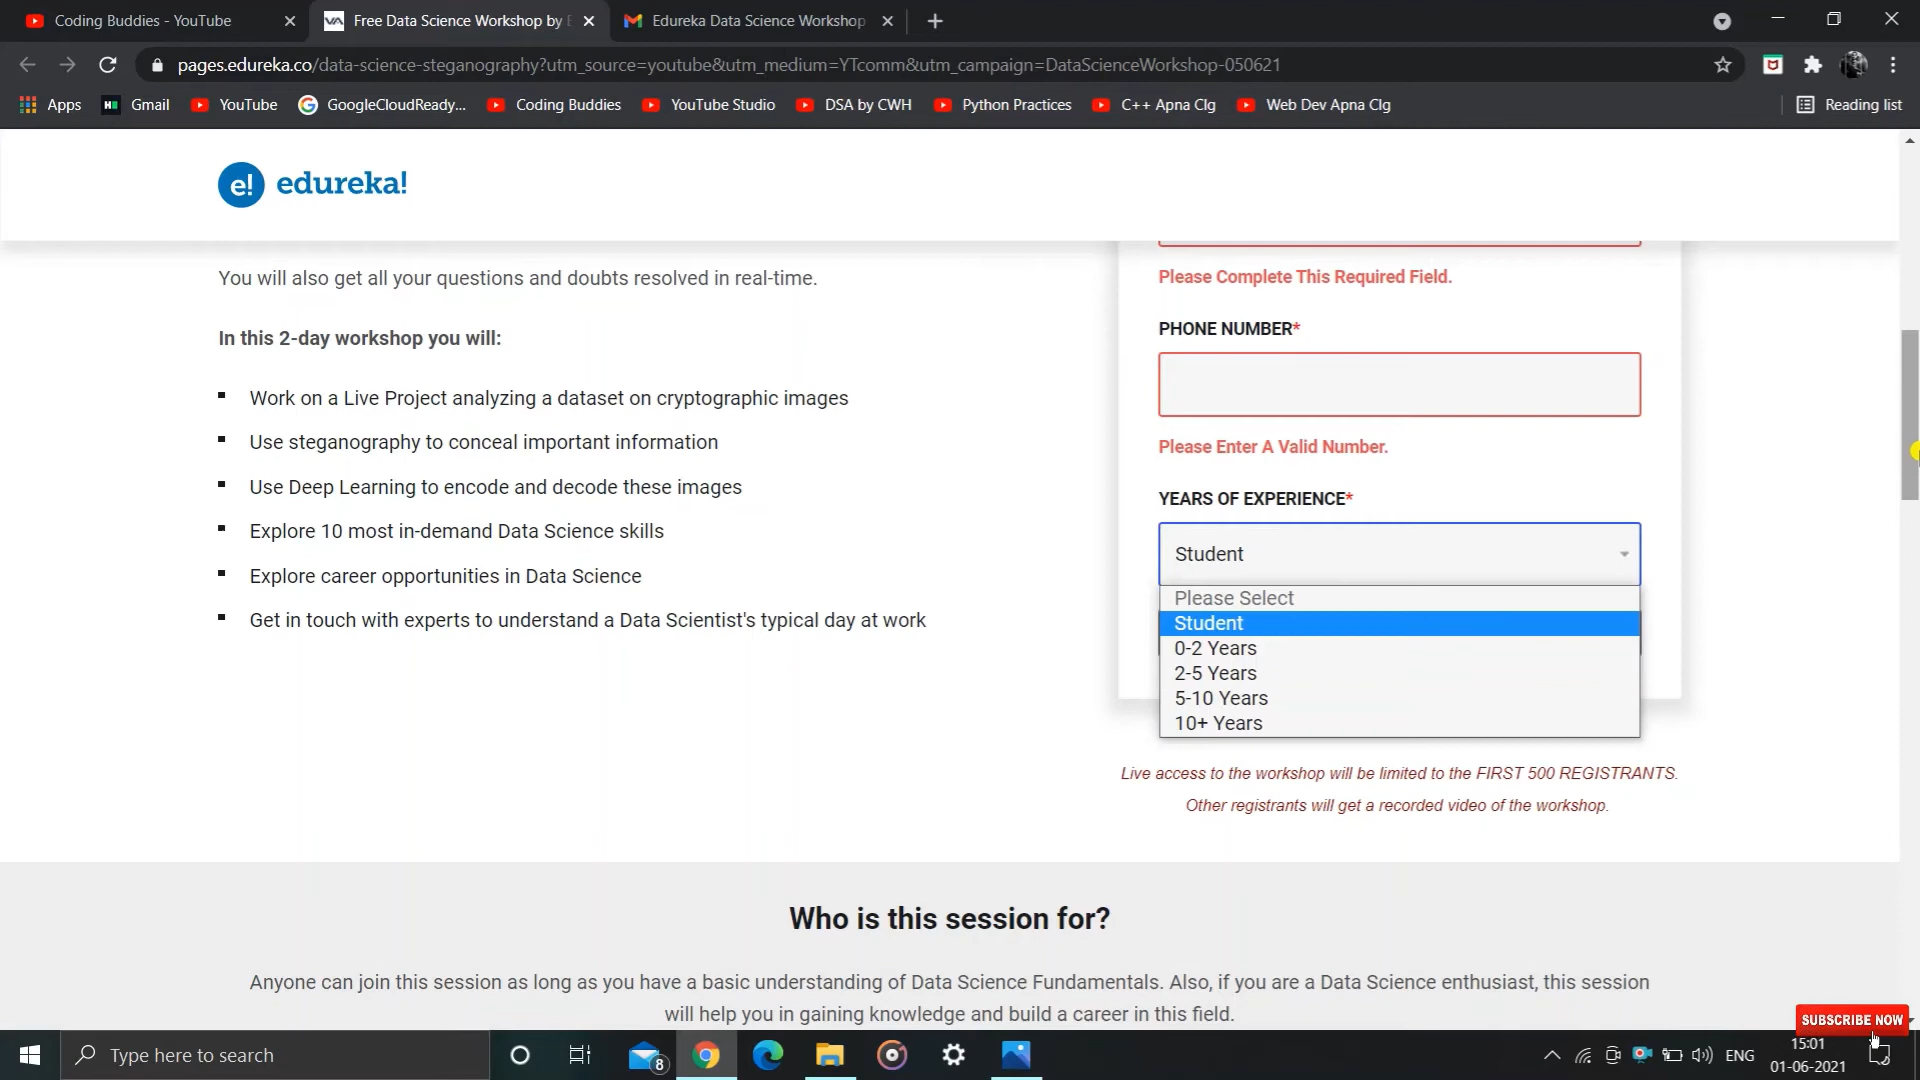 Coding Buddies - YouTube
Free Data Science Workshop by E
Edureka Data Science Workshop
pages.edureka.co/data-science-steganography?utm_source=youtube&utm_medium=YTcomm&utm_campaign=DataScienceWorkshop-050621
Apps
Gmail
YouTube
GoogleCloudReady...
Coding Buddies
YouTube Studio
DSA by CWH
Python Practices
C++ Apna Clg
Web Dev Apna Clg
Reading list
e! edureka!
You will also get all your questions and doubts resolved in real-time.
In this 2-day workshop you will:
Work on a Live Project analyzing a dataset on cryptographic images
Use steganography to conceal important information
Use Deep Learning to encode and decode these images
Explore 10 most in-demand Data Science skills
Explore career opportunities in Data Science
Get in touch with experts to understand a Data Scientist's typical day at work
Please Complete This Required Field.
PHONE NUMBER*
Please Enter A Valid Number.
YEARS OF EXPERIENCE*
Student
Please Select
Student
0-2 Years
2-5 Years
5-10 Years
10+ Years
Live access to the workshop will be limited to the FIRST 500 REGISTRANTS.
Other registrants will get a recorded video of the workshop.
Who is this session for?
Anyone can join this session as long as you have a basic understanding of Data Science Fundamentals. Also, if you are a Data Science enthusiast, this session
will help you in gaining knowledge and build a career in this field.
SUBSCRIBE NOW
Type here to search
8
ENG
15:01
01-06-2021